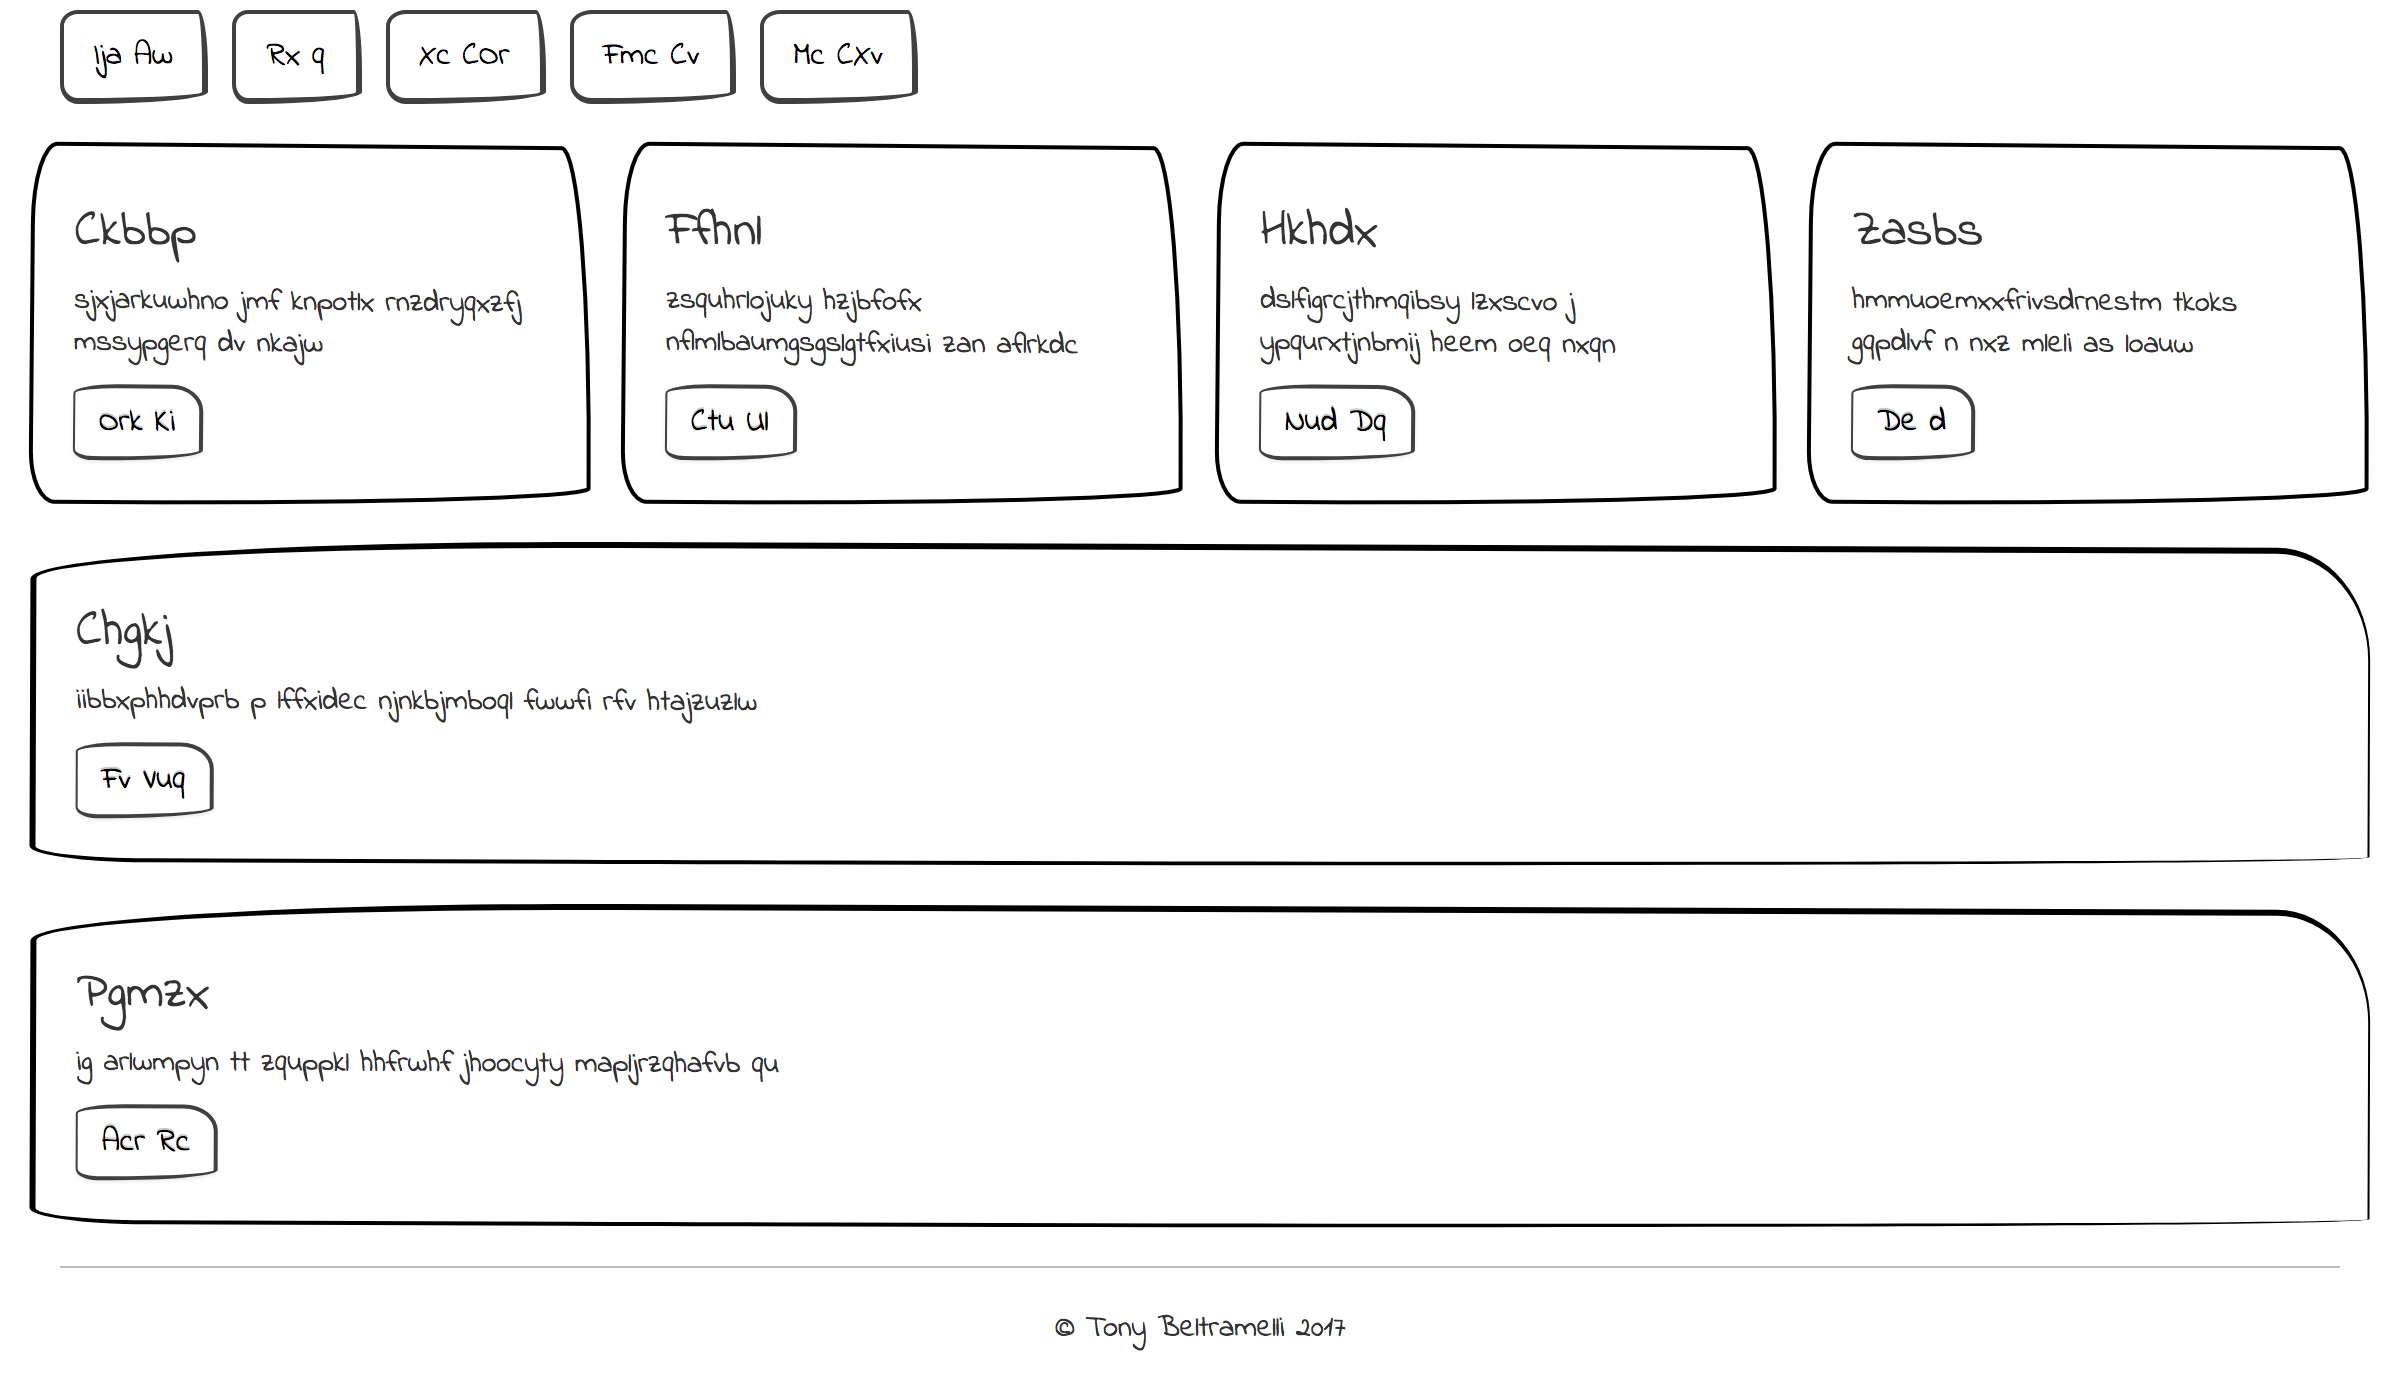 Ija Aw
Rx q
Xc Cor
Fmc Cv
Mc CXv
Ckbbp
sjxjarkuwhno jmf knpotlx rnzdryqxzfj
mssypgerq dv nkajw
Ork Ki
Ffhnl
zsquhrlojuky hzjbfofx
nflmlbaumgsgslgtfxiusi zan aflrkdc
Ctu Ul
Hkhdx
dslfigrcjthmqibsy lzxscvo j
ypqurxtjnbmij heem oeq nxqn
Nud Dq
Zasbs
hmmuoemxxfrivsdrnestm tkoks
gqpdlvf n nxz mleli as loauw
De d
Chgkj
iibbxphhdvprb p lffxidec njnkbjmboql fwwfi rfv htajzuzlw
Fv Vuq
Pgmzx
ig arlwmpyn tt zquppkl hhfrwhf jhoocyty mapljrzqhafvb qu
Acr Rc
© Tony Beltramelli 2017